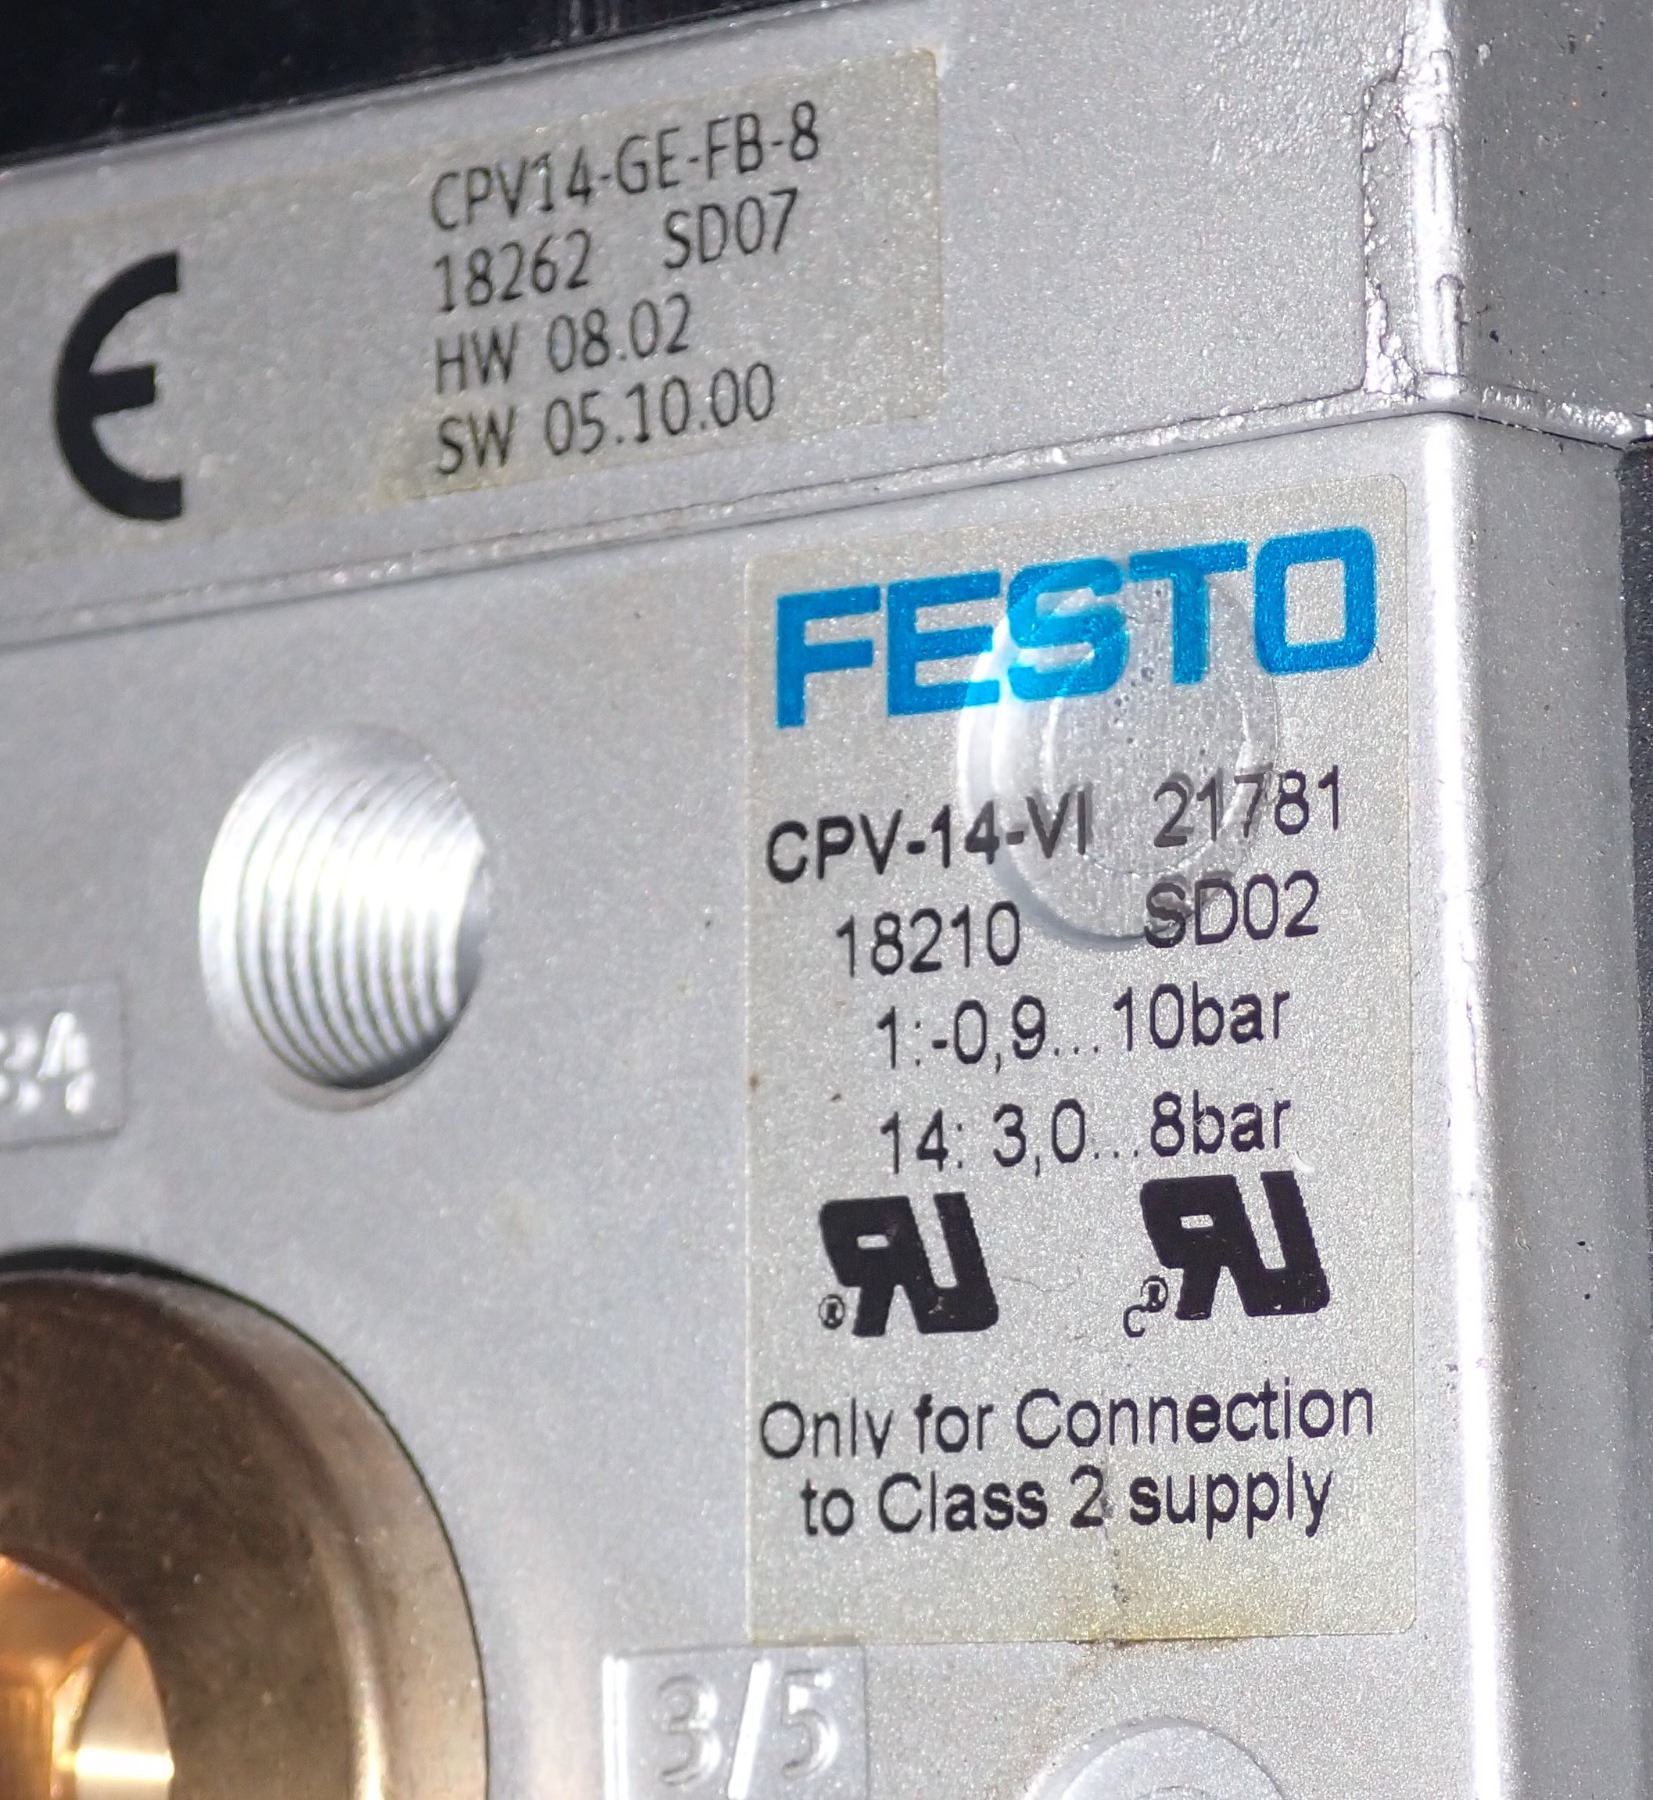 CPV14-GE-FB-8
18262 SD07
HW 08.02
SW 05.10.00
FESTO
CPV-14-VI 21781
18210 SD02
1:-0,9...10bar
14: 3,0...8bar
Only for Connection
to Class 2 supply
3/5